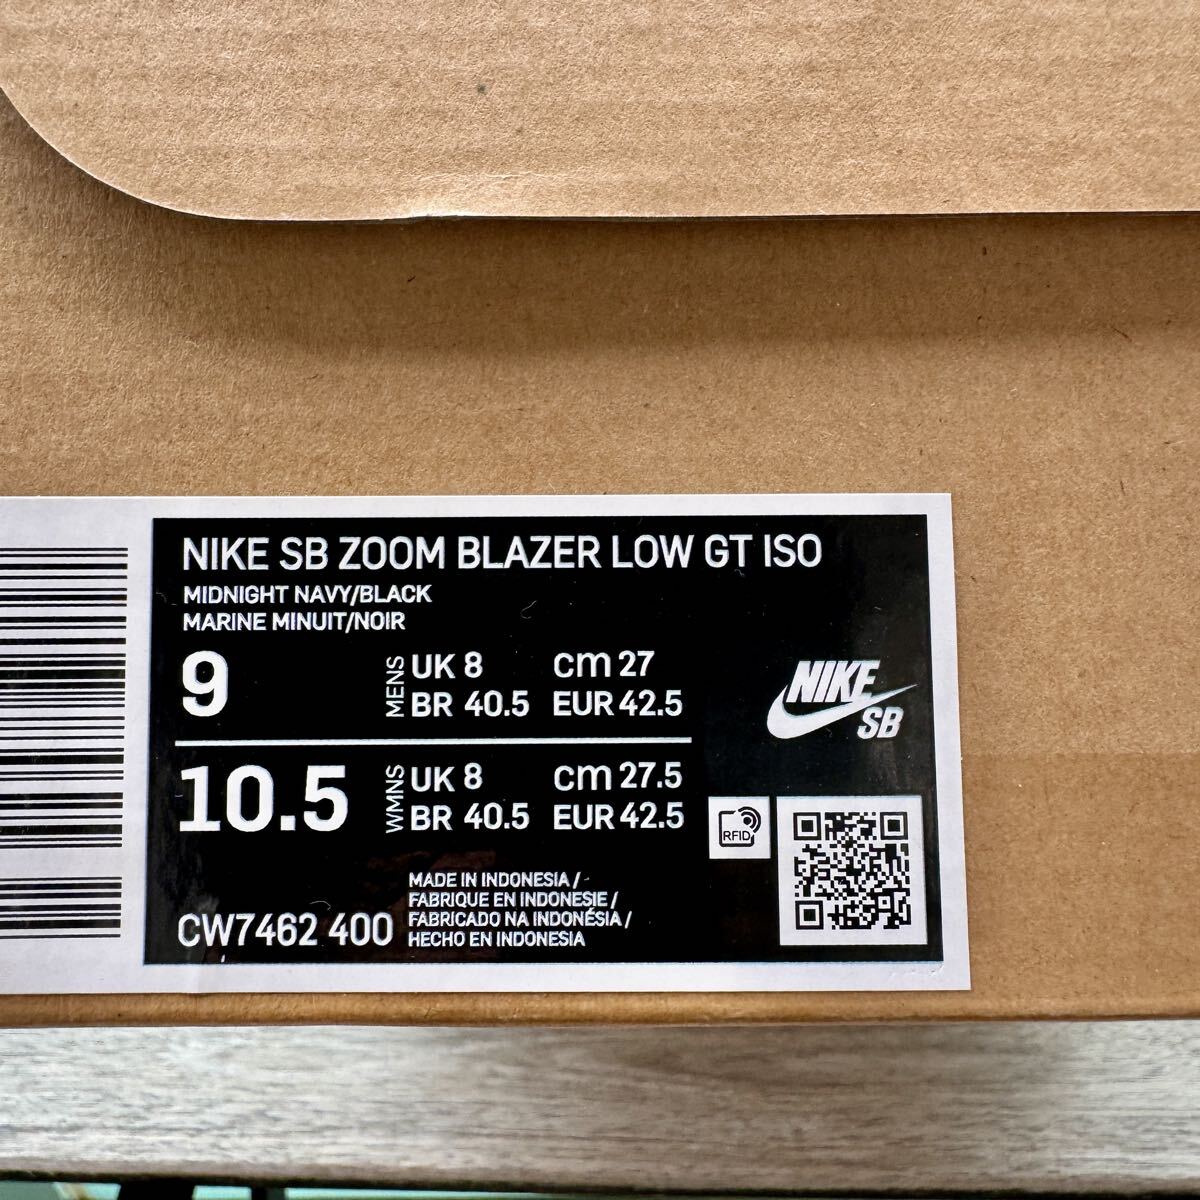 NIKE SB ZOOM BLAZER LOW GT ISO
MIDNIGHT NAVY/BLACK
MARINE MINUIT/NOIR
9 MENS UK 8 cm 27
BR 40.5 EUR 42.5
10.5 WMNS UK 8 cm 27.5
BR 40.5 EUR 42.5
NIKE
SB
RFID
CW7462 400
MADE IN INDONESIA /
FABRIQUE EN INDONESIE /
FABRICADO NA INDONÉSIA /
HECHO EN INDONESIA